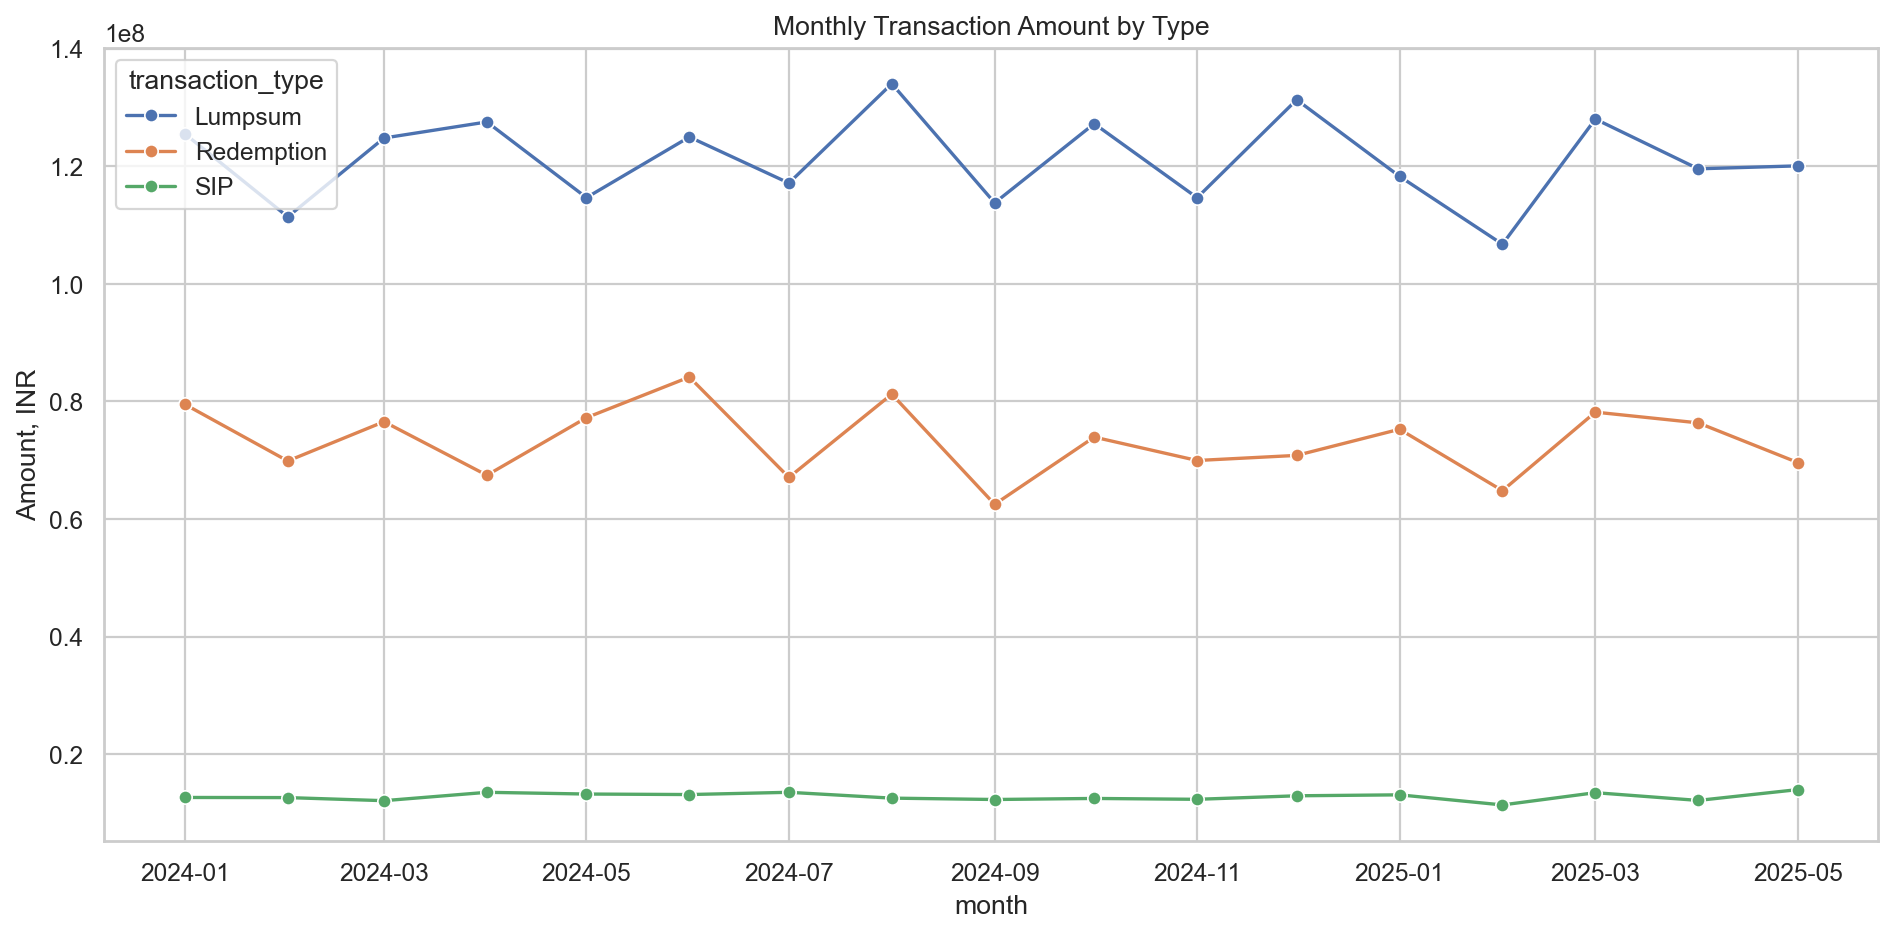 Monthly Transaction Amount by Type
1e8
1.4
1.2
1.0
0.8
0.6
0.4
0.2
Amount, INR
transaction_type
Lumpsum
Redemption
SIP
2024-01 2024-03 2024-05 2024-07 2024-09 2024-11 2025-01 2025-03 2025-05
month